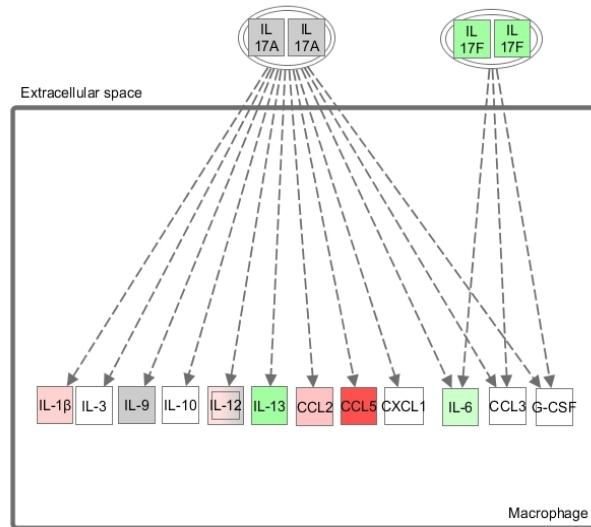 IL 17A IL 17A
IL 17F IL 17F
Extracellular space
IL-1β IL-3 IL-9 IL-10 IL-12 IL-13 CCL2 CCL5 CXCL1 IL-6 CCL3 G-CSF
Macrophage